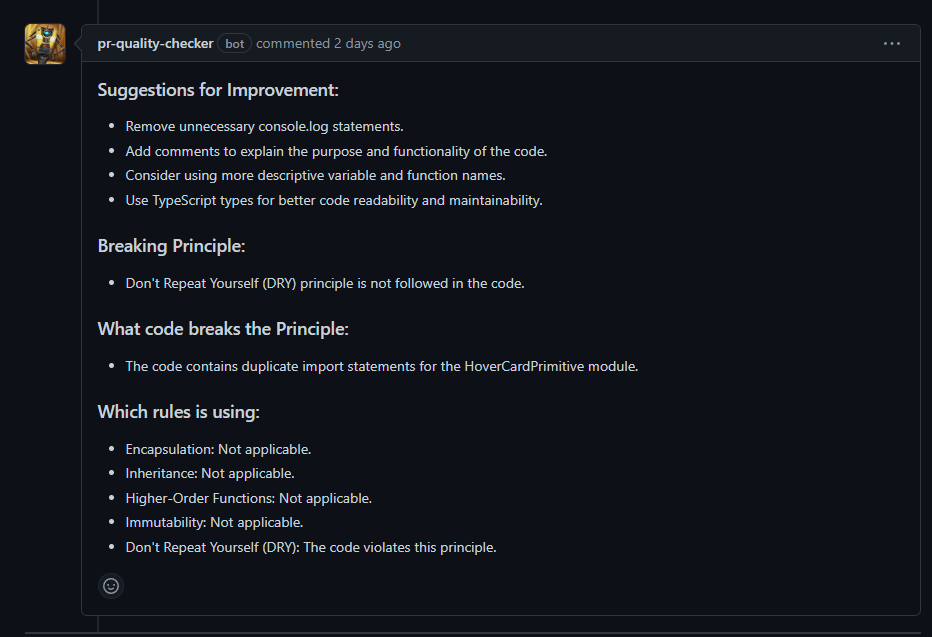 pr-quality-checker bot commented 2 days ago
Suggestions for Improvement:
Remove unnecessary console.log statements.
Add comments to explain the purpose and functionality of the code.
Consider using more descriptive variable and function names.
Use TypeScript types for better code readability and maintainability.
Breaking Principle:
Don't Repeat Yourself (DRY) principle is not followed in the code.
What code breaks the Principle:
The code contains duplicate import statements for the HoverCardPrimitive module.
Which rules is using:
Encapsulation: Not applicable.
Inheritance: Not applicable.
Higher-Order Functions: Not applicable.
Immutability: Not applicable.
Don't Repeat Yourself (DRY): The code violates this principle.